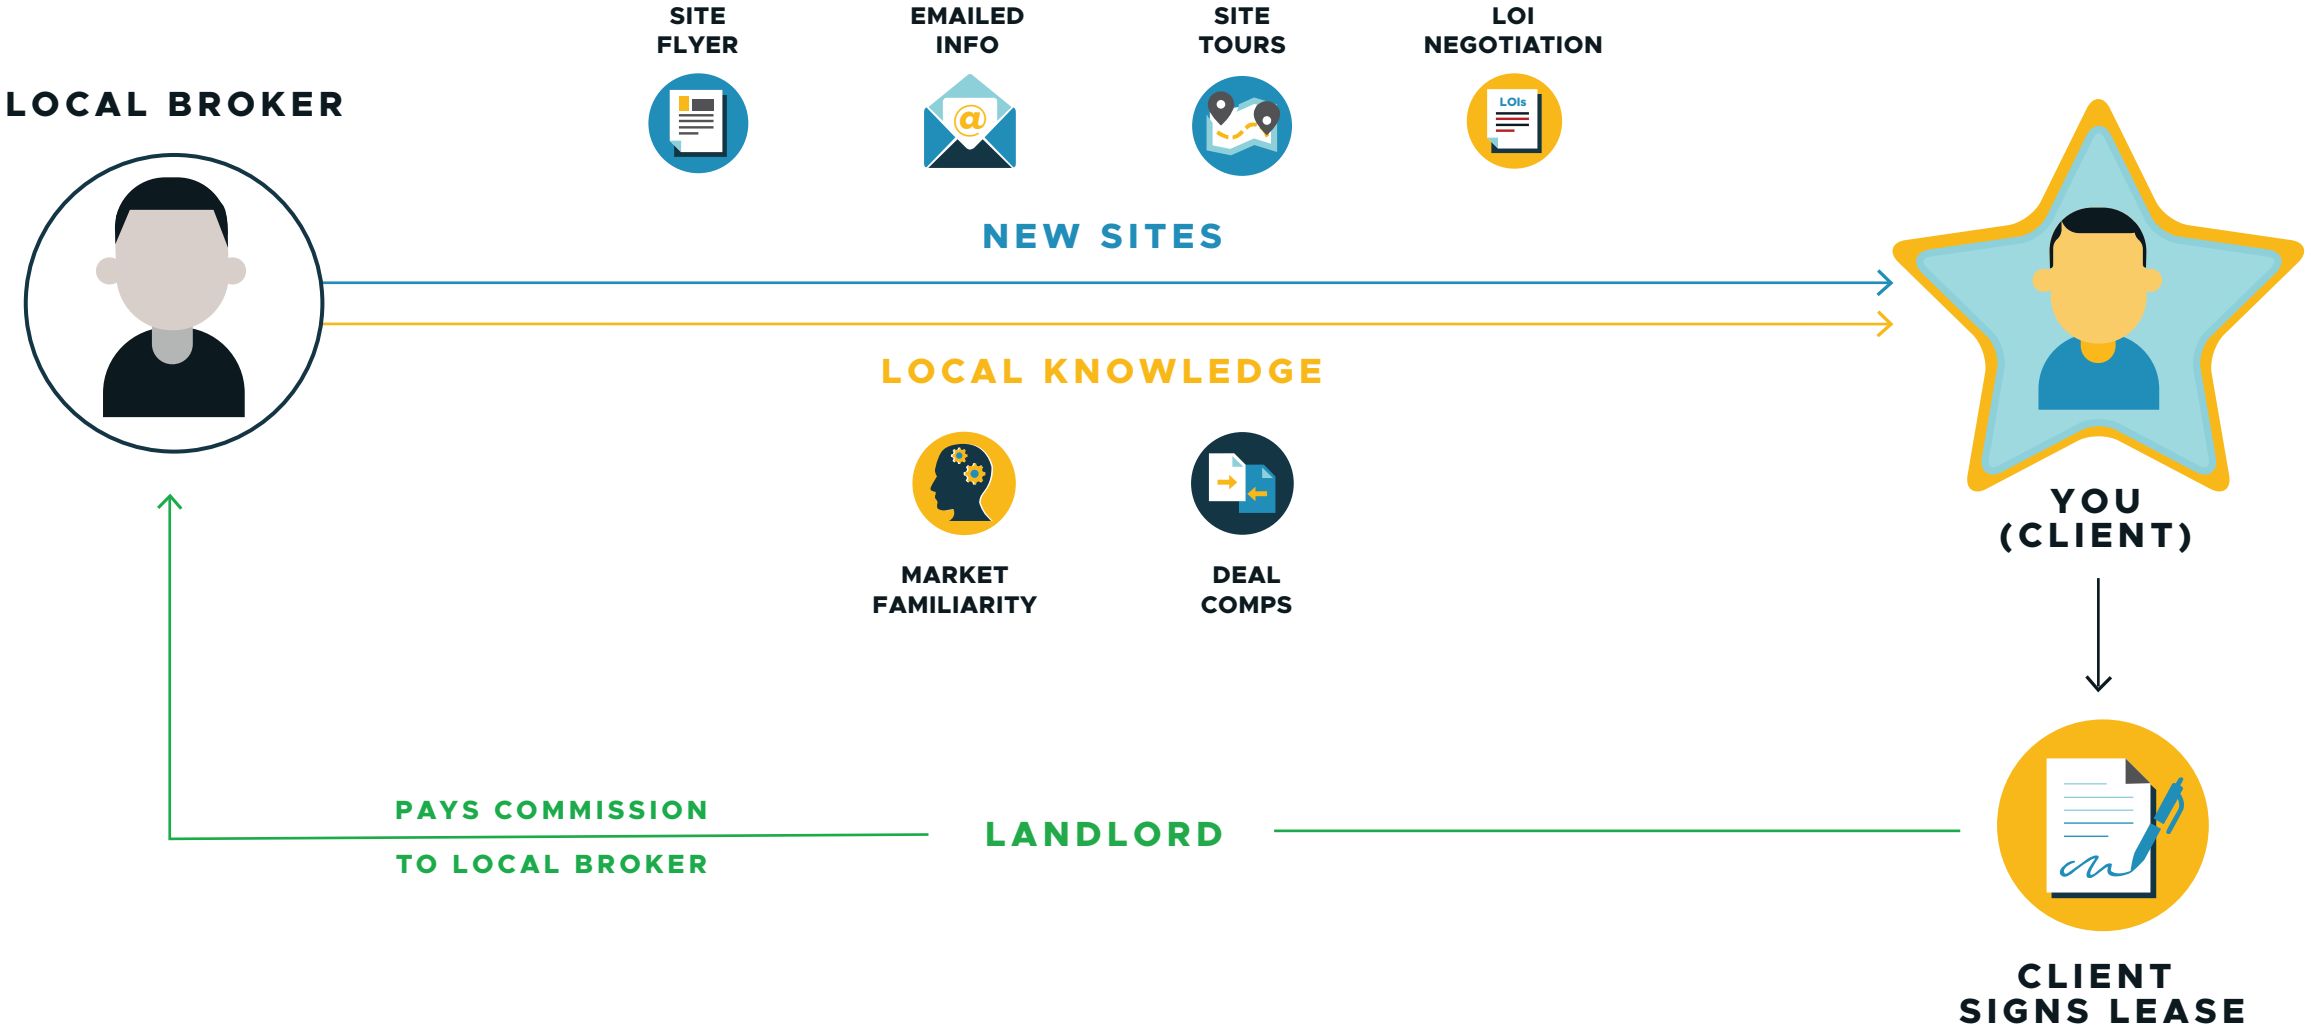 SITE
FLYER
EMAILED
INFO
SITE
TOURS
LOI
NEGOTIATION
LOCAL BROKER
LOIs
@
NEW SITES
LOCAL KNOWLEDGE
MARKET
FAMILIARITY
DEAL
COMPS
YOU
(CLIENT)
PAYS COMMISSION
TO LOCAL BROKER
LANDLORD
CLIENT
SIGNS LEASE